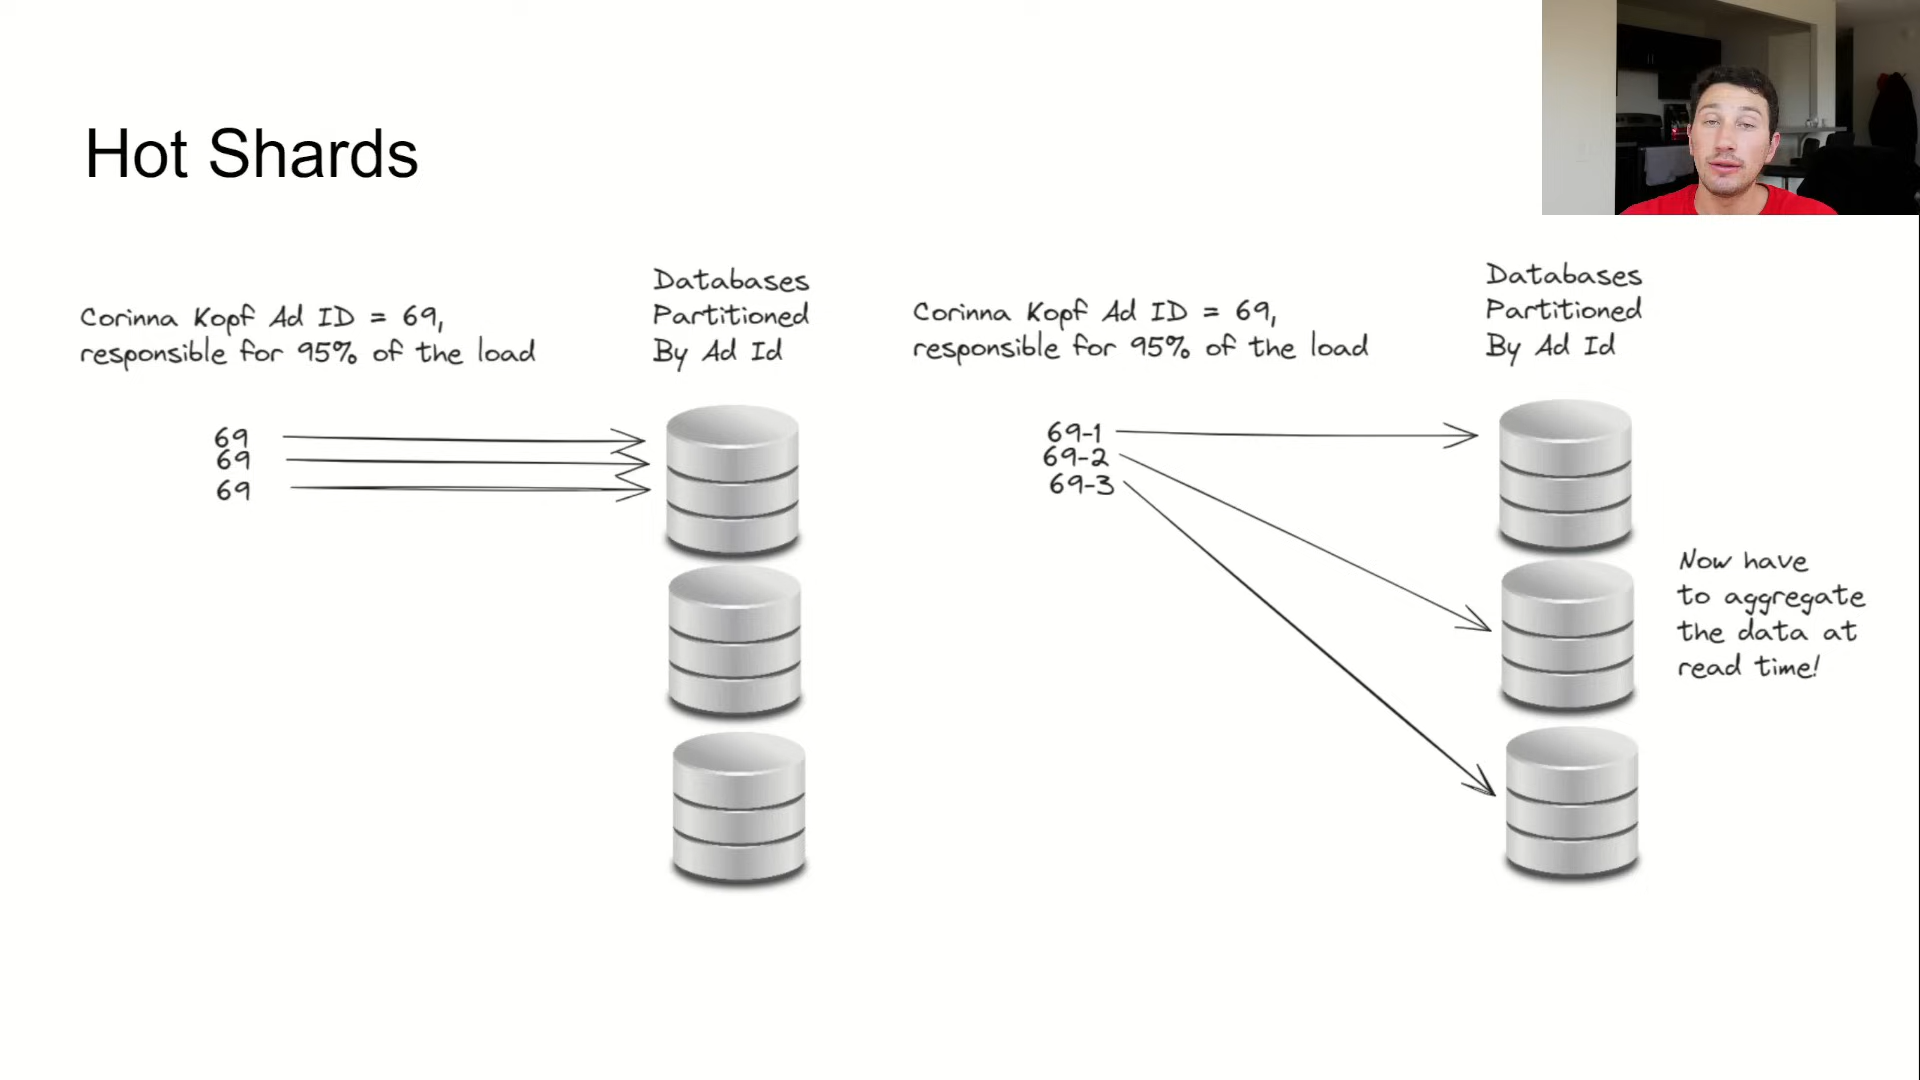 Hot Shards
Corinna Kopf Ad ID = 69,
responsible for 95% of the load
Databases
Partitioned
By Ad Id
69
69
69
Corinna Kopf Ad ID = 69,
responsible for 95% of the load
Databases
Partitioned
By Ad Id
69-1
69-2
69-3
Now have
to aggregate
the data at
read time!